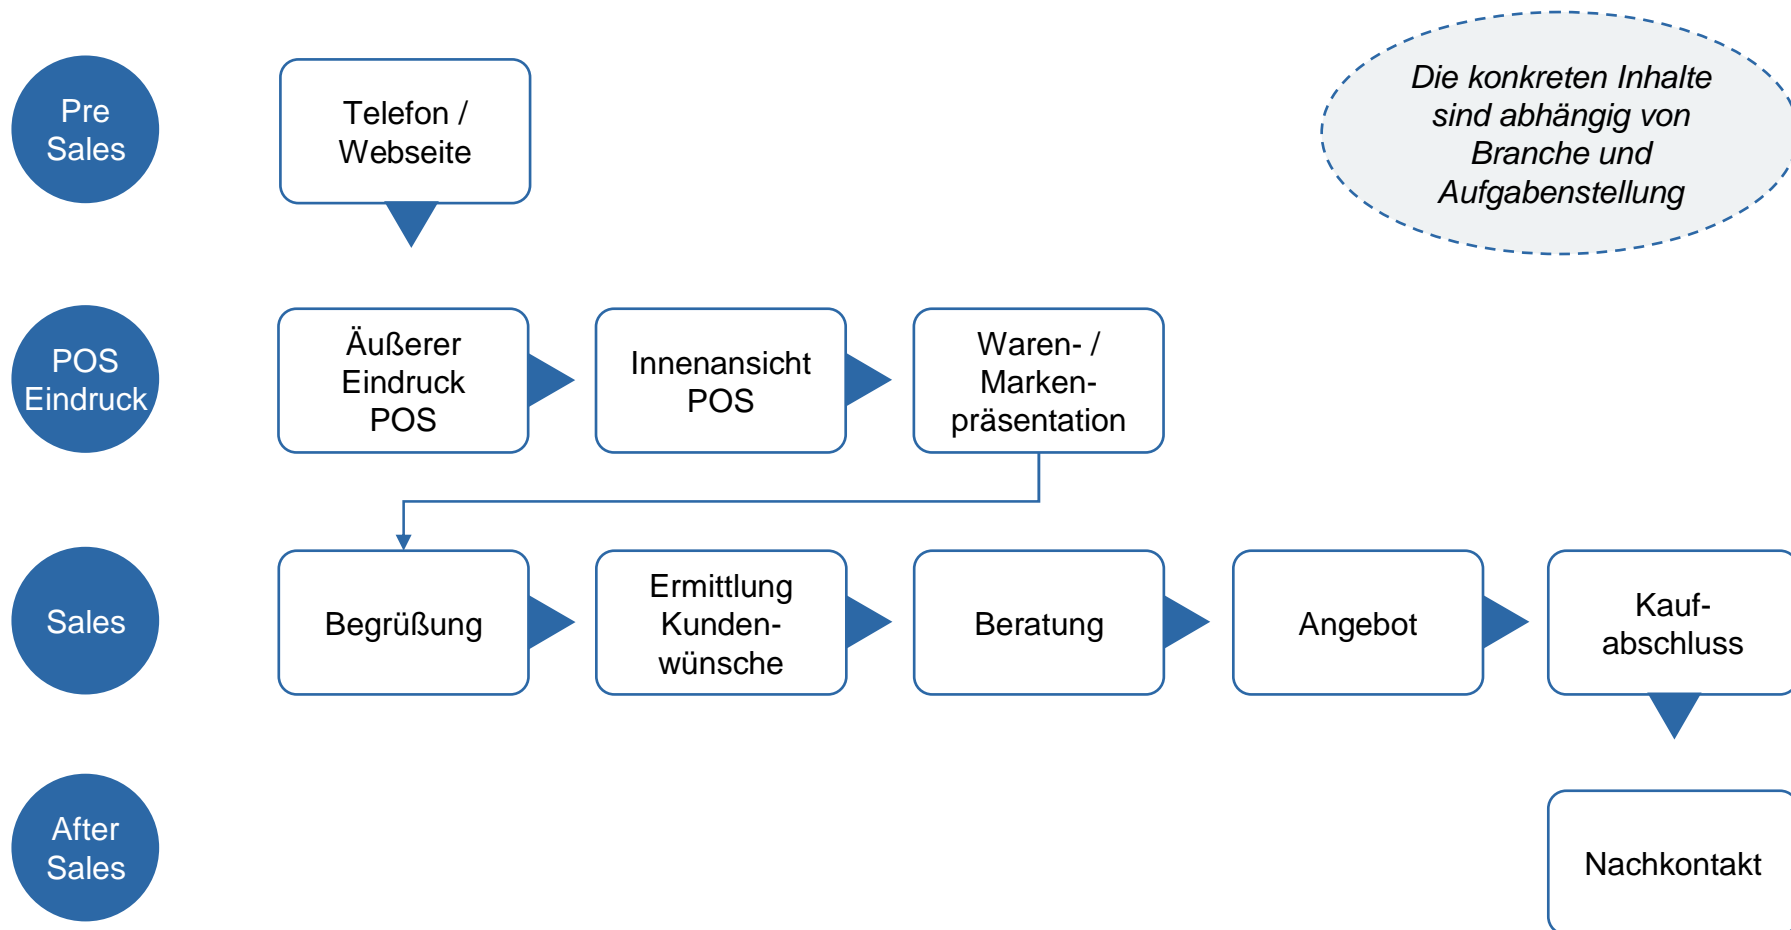 Pre
Sales
Telefon /
Webseite
Die konkreten Inhalte
sind abhängig von
Branche und
Aufgabenstellung
POS
Eindruck
Äußerer
Eindruck
POS
Innenansicht
POS
Waren- /
Marken-
präsentation
Sales
Begrüßung
Ermittlung
Kunden-
wünsche
Beratung
Angebot
Kauf-
abschluss
After
Sales
Nachkontakt